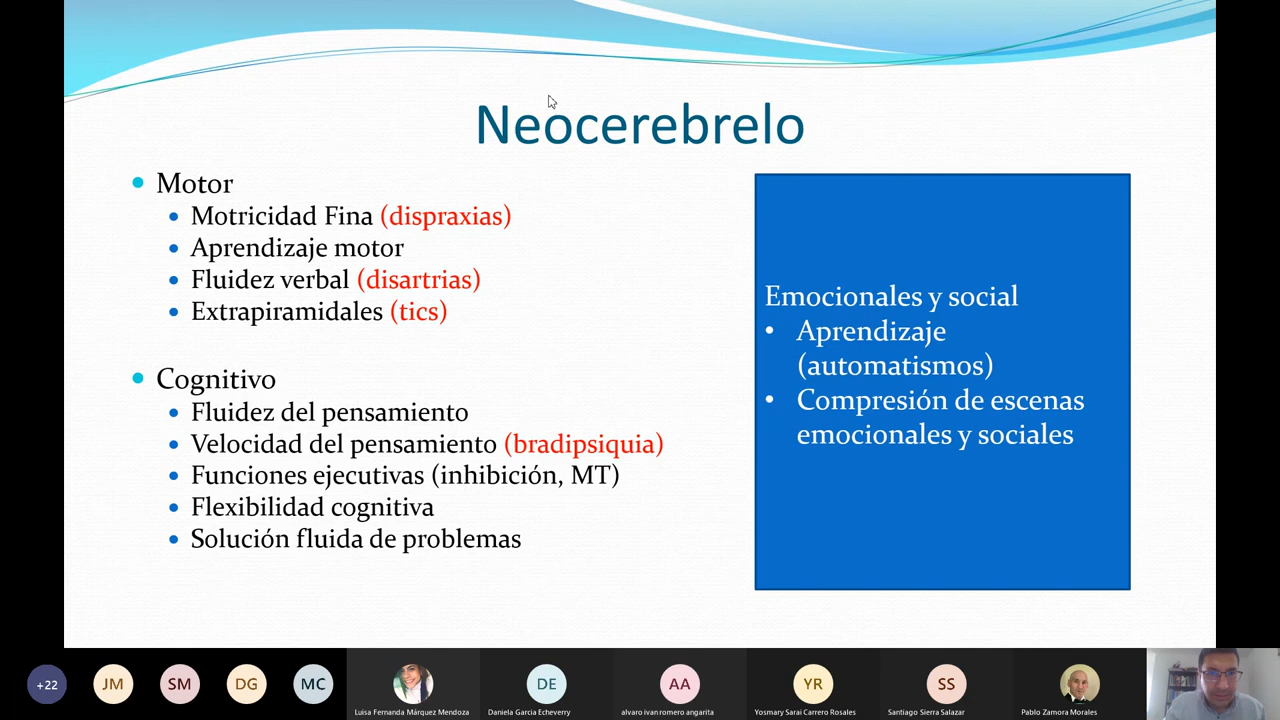 Neocerebrelo
Motor
Motricidad Fina (dispraxias)
Aprendizaje motor
Fluidez verbal (disartrias)
Extrapiramidales (tics)
Cognitivo
Fluidez del pensamiento
Velocidad del pensamiento (bradipsiquia)
Funciones ejecutivas (inhibición, MT)
Flexibilidad cognitiva
Solución fluida de problemas
Emocionales y social
Aprendizaje
(automatismos)
Compresión de escenas
emocionales y sociales
+22
JM
SM
DG
MC
DE
AA
YR
SS
Luisa Fernanda Márquez Mendoza
Daniela Garcia Echeverry
alvaro ivan romero angarita
Yosmary Sarai Carrero Rosales
Santiago Sierra Salazar
Pablo Zamora Morales